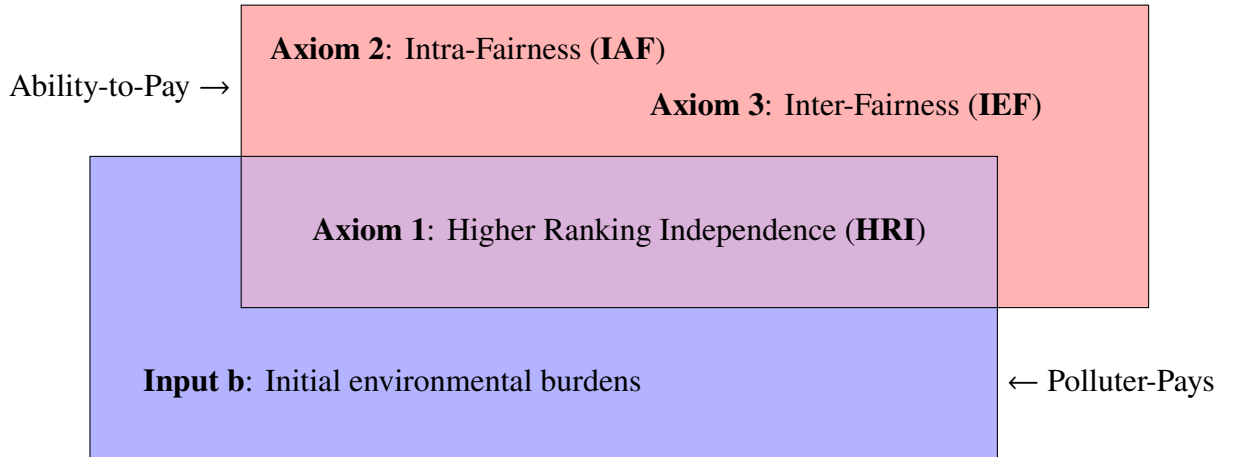 Axiom 2: Intra-Fairness (IAF)
Ability-to-Pay →
Axiom 3: Inter-Fairness (IEF)
Axiom 1: Higher Ranking Independence (HRI)
Input b: Initial environmental burdens
← Polluter-Pays